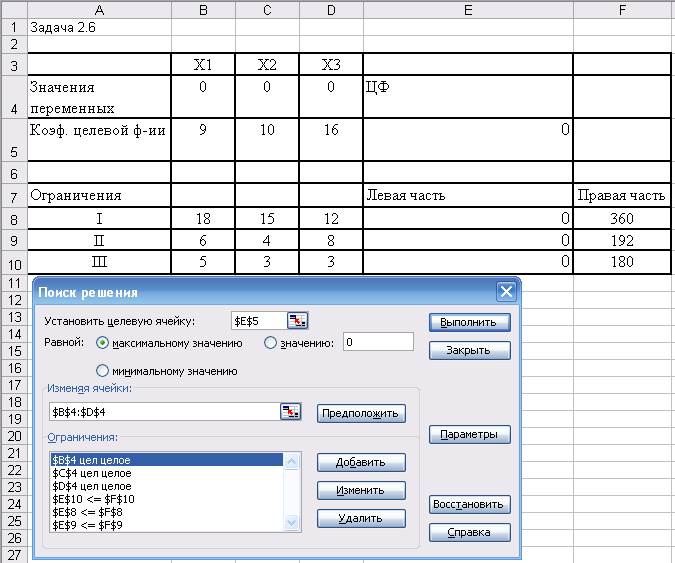 A B C D E F
1 Задача 2.6
2
3 X1 X2 X3
4 Значения переменных 0 0 0 ЦФ
5 Коэф. целевой ф-ии 9 10 16 0
6
7 Ограничения Левая часть Правая часть
8 I 18 15 12 0 360
9 II 6 4 8 0 192
10 III 5 3 3 0 180
11
12
13
14
15
16
17
18
19
20
21
22
23
24
25
26
27
Поиск решения
Установить целевую ячейку: $E$5 Выполнить
Равной: максимальному значению значению: 0 Закрыть
минимальному значению
Изменяя ячейки:
$B$4:$D$4 Предположить
Ограничения: Параметры
$B$4 цел целое Добавить
$C$4 цел целое
$D$4 цел целое Изменить
$E$10 <= $F$10
$E$8 <= $F$8 Удалить Восстановить
$E$9 <= $F$9 Справка